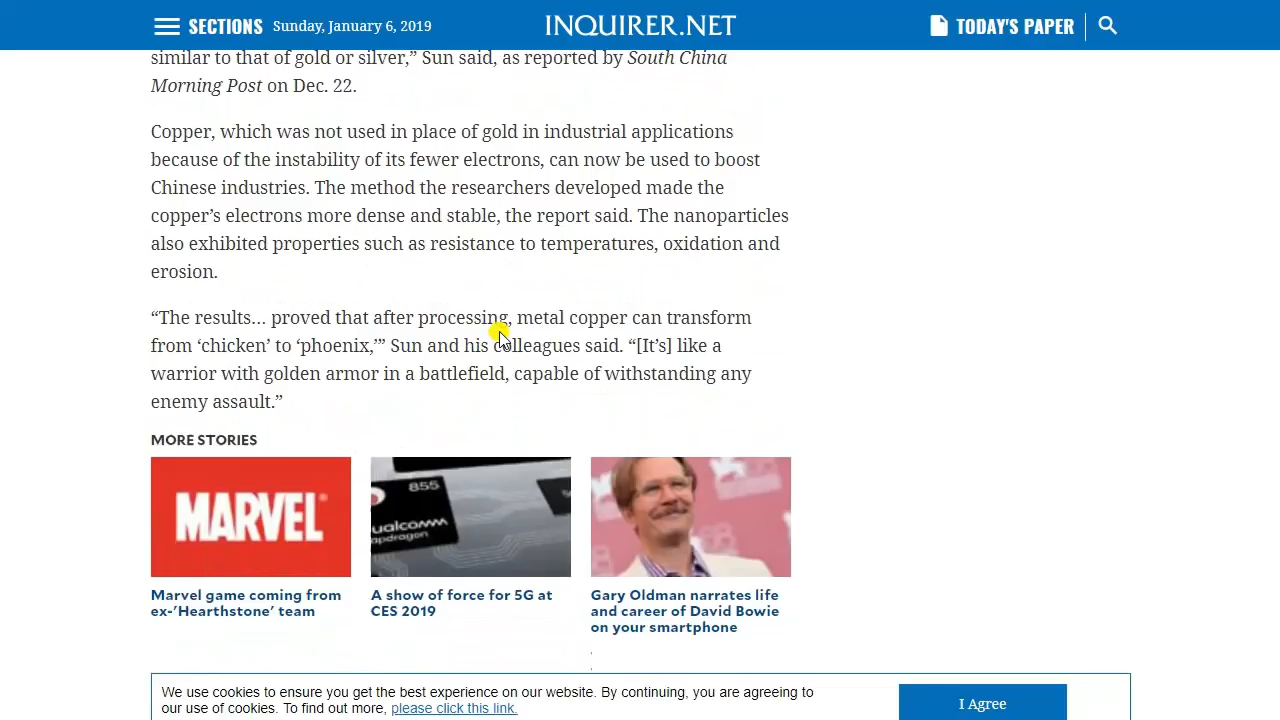 SECTIONS Sunday, January 6, 2019 INQUIRER.NET TODAY'S PAPER
similar to that of gold or silver,” Sun said, as reported by South China
Morning Post on Dec. 22.
Copper, which was not used in place of gold in industrial applications
because of the instability of its fewer electrons, can now be used to boost
Chinese industries. The method the researchers developed made the
copper’s electrons more dense and stable, the report said. The nanoparticles
also exhibited properties such as resistance to temperatures, oxidation and
erosion.
“The results… proved that after processing, metal copper can transform
from ‘chicken’ to ‘phoenix,’” Sun and his colleagues said. “[It’s] like a
warrior with golden armor in a battlefield, capable of withstanding any
enemy assault.”
MORE STORIES
MARVEL
855
ualcomm
apdragon
Marvel game coming from
ex-'Hearthstone' team
A show of force for 5G at
CES 2019
Gary Oldman narrates life
and career of David Bowie
on your smartphone
We use cookies to ensure you get the best experience on our website. By continuing, you are agreeing to
our use of cookies. To find out more, please click this link.
I Agree